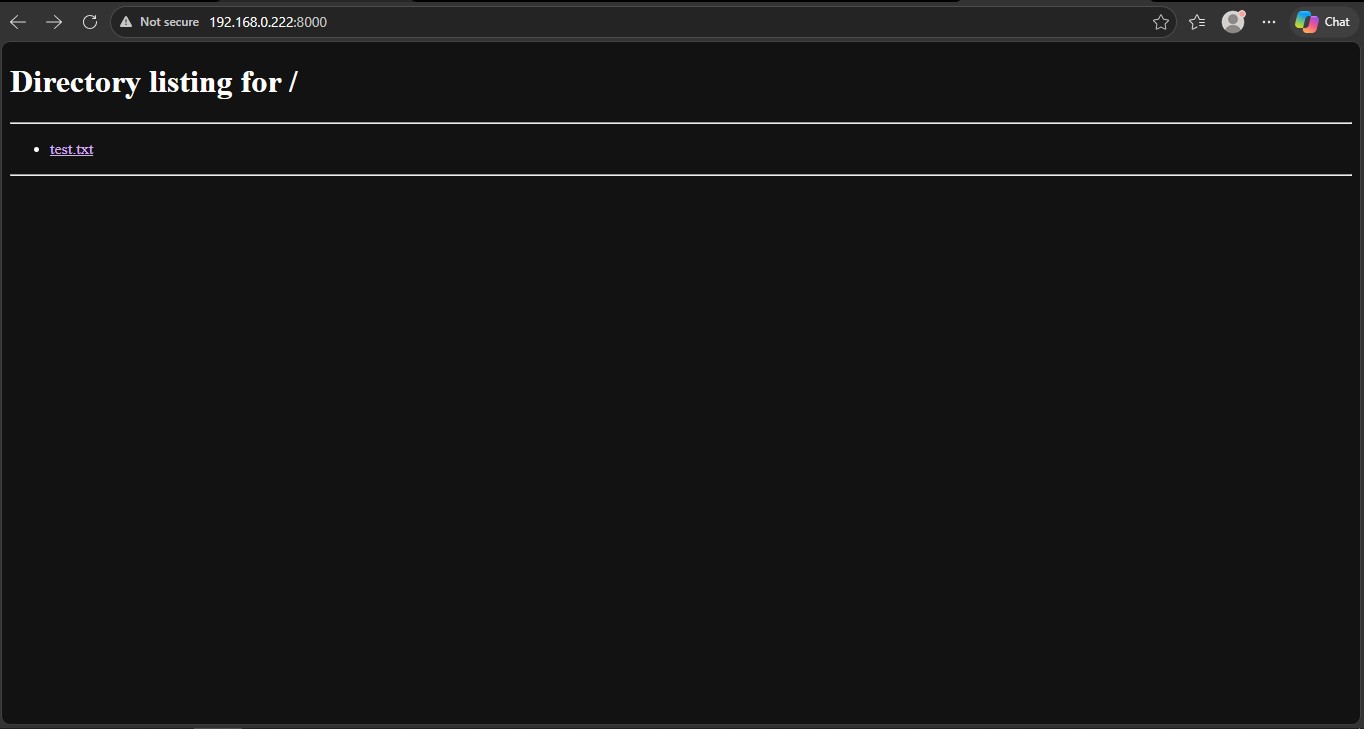 Not secure 192.168.0.222:8000 Chat
Directory listing for /
test.txt